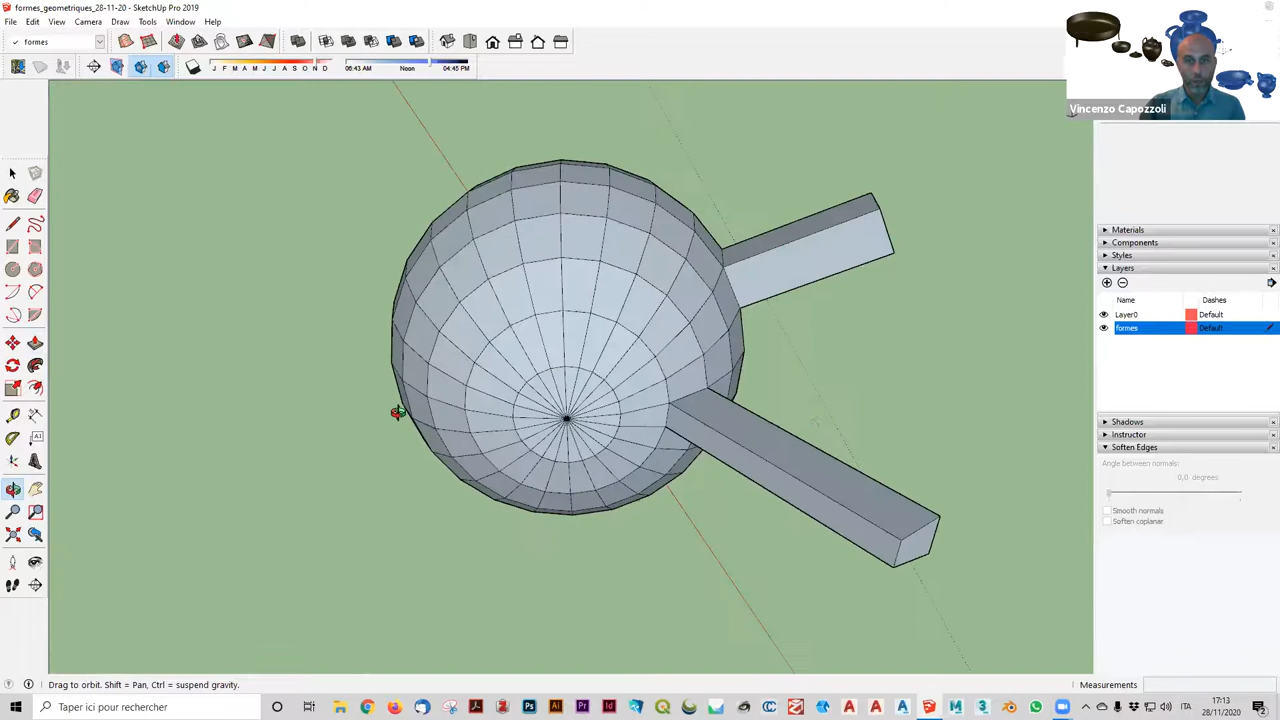 formes_geometriques_28-11-20 - SketchUp Pro 2019
File Edit View Camera Draw Tools Window Help
formes
J F M A M J J A S O N D
06:43 AM Noon 04:45 PM
Vincenzo Capozzoli
Materials
Components
Styles
Layers
Name Dashes
Layer0 Default
formes Default
Shadows
Instructor
Soften Edges
Angle between normals:
0,0 degrees
Smooth normals
Soften coplanar
Drag to orbit. Shift = Pan, Ctrl = suspend gravity.
Measurements
Taper ici pour rechercher
ITA
17:13
28/11/2020